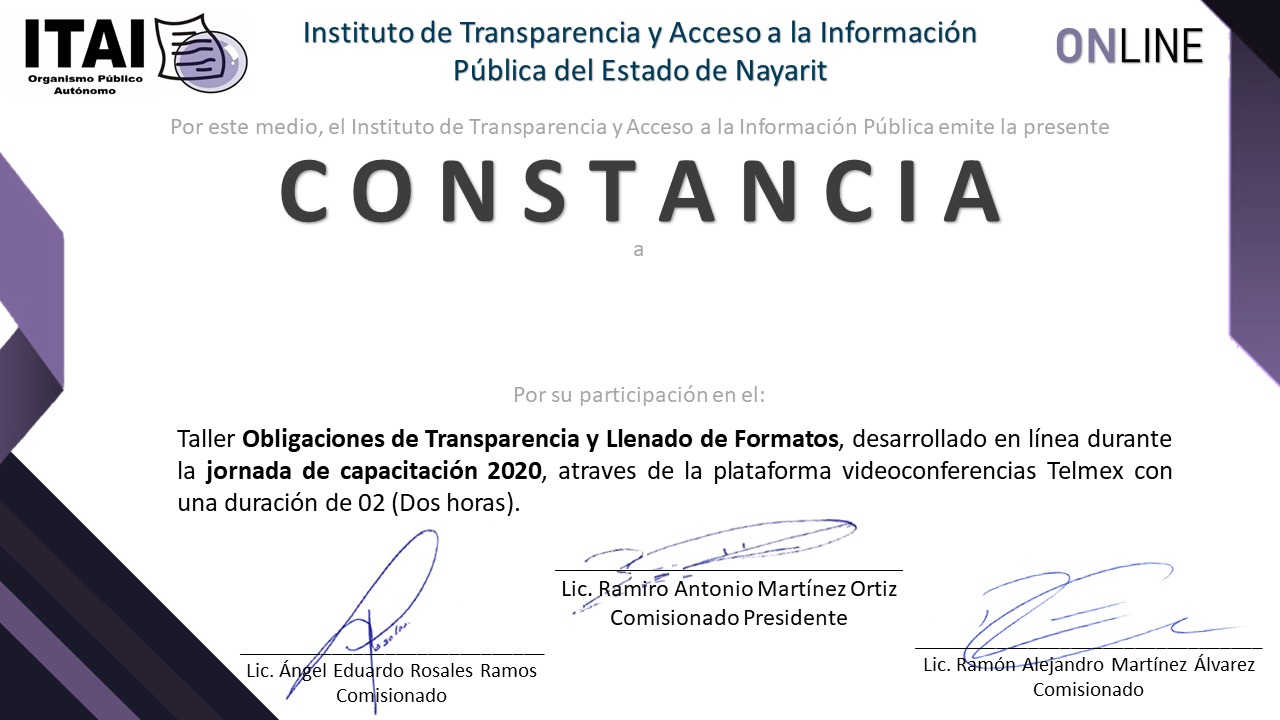 ITAI
Organismo Público
Autónomo
Instituto de Transparencia y Acceso a la Información
Pública del Estado de Nayarit
ONLINE
Por este medio, el Instituto de Transparencia y Acceso a la Información Pública emite la presente
CONSTANCIA
a
Por su participación en el:
Taller Obligaciones de Transparencia y Llenado de Formatos, desarrollado en línea durante
la jornada de capacitación 2020, atraves de la plataforma videoconferencias Telmex con
una duración de 02 (Dos horas).
Lic. Ramiro Antonio Martínez Ortiz
Comisionado Presidente
Lic. Ángel Eduardo Rosales Ramos
Comisionado
Lic. Ramón Alejandro Martínez Álvarez
Comisionado